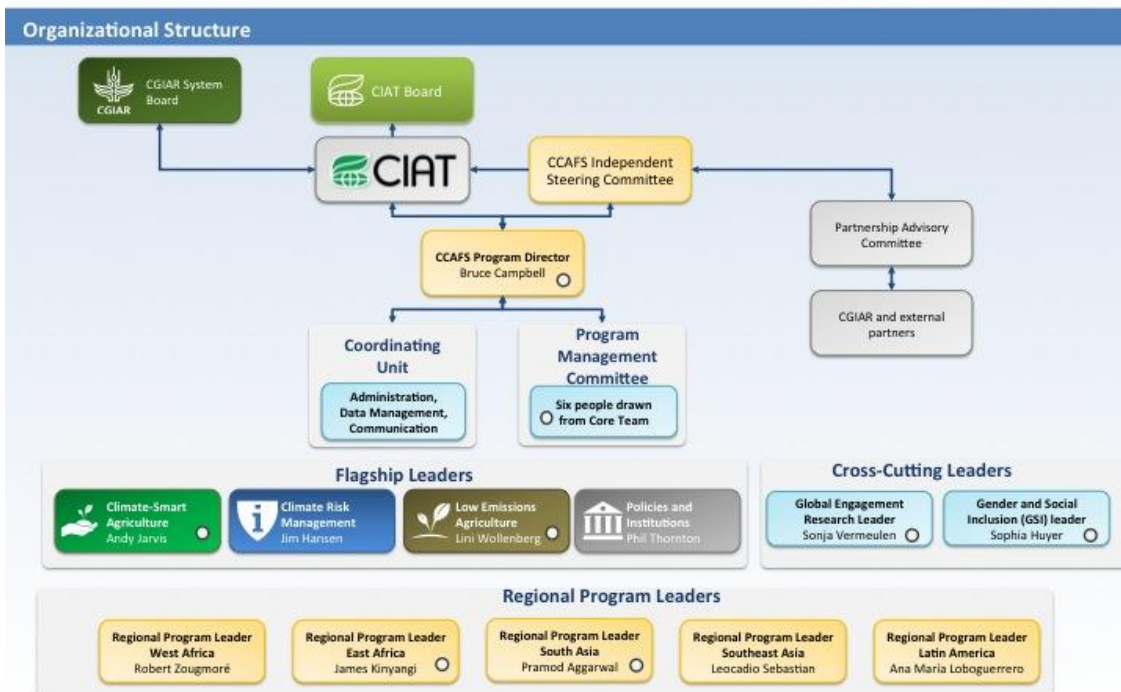 Organizational Structure
CGIAR
CGIAR System
Board
CIAT Board
CIAT
CCAFS Independent
Steering Committee
Partnership Advisory
Committee
CCAFS Program Director
Bruce Campbell
CGIAR and external
partners
Coordinating
Unit
Administration,
Data Management,
Communication
Program
Management
Committee
Six people drawn
from Core Team
Flagship Leaders
Climate-Smart
Agriculture
Andy Jarvis
Climate Risk
Management
Jim Hansen
Low Emissions
Agriculture
Lini Wollenberg
Policies and
Institutions
Phil Thornton
Cross-Cutting Leaders
Global Engagement
Research Leader
Sonja Vermeulen
Gender and Social
Inclusion (GSI) leader
Sophia Huyer
Regional Program Leaders
Regional Program Leader
West Africa
Robert Zougmoré
Regional Program Leader
East Africa
James Kinyangi
Regional Program Leader
South Asia
Pramod Aggarwal
Regional Program Leader
Southeast Asia
Leocadio Sebastian
Regional Program Leader
Latin America
Ana Maria Loboguerrero